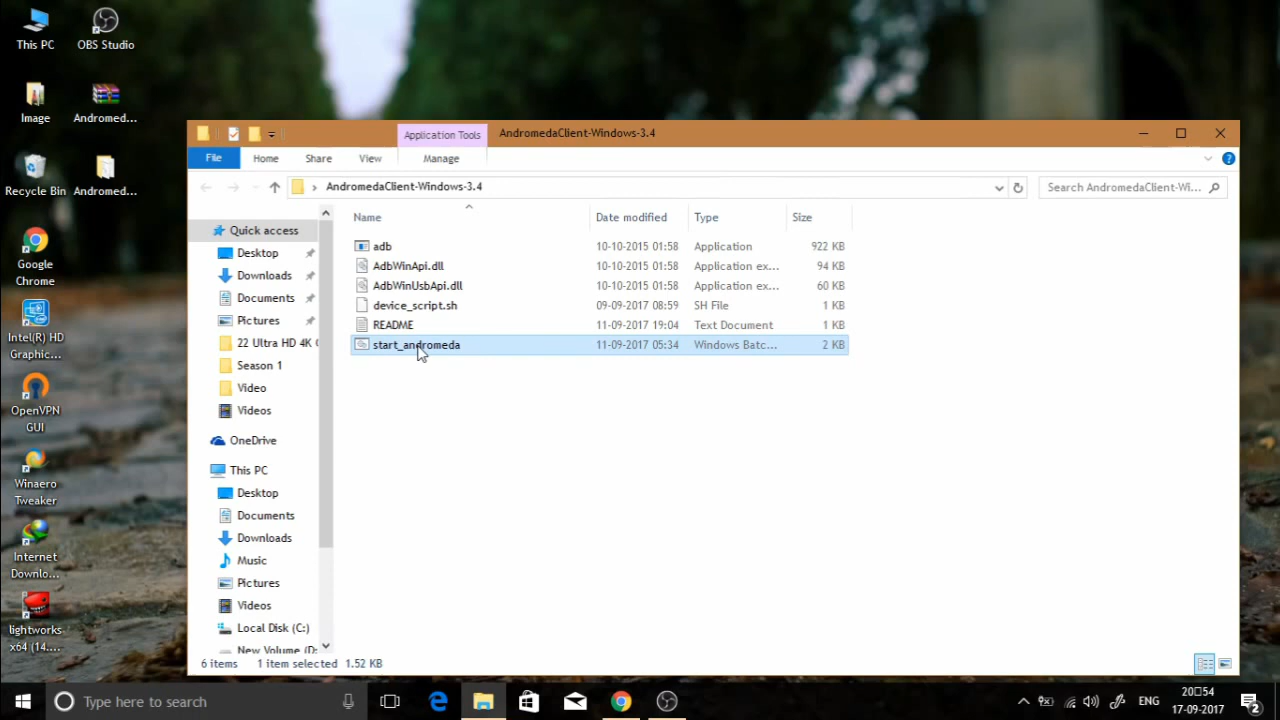 This PC
OBS Studio
Image
Andromed...
Recycle Bin
Andromed...
Google
Chrome
Intel(R) HD
Graphic...
OpenVPN
GUI
Winaero
Tweaker
Internet
Downlo...
lightworks
x64 (14....
Application Tools
AndromedaClient-Windows-3.4
File
Home
Share
View
Manage
AndromedaClient-Windows-3.4
Search AndromedaClient-Wi...
Quick access
Desktop
Downloads
Documents
Pictures
22 Ultra HD 4K (
Season 1
Video
Videos
OneDrive
This PC
Desktop
Documents
Downloads
Music
Pictures
Videos
Local Disk (C:)
New Volume (D:
Name Date modified Type Size
adb 10-10-2015 01:58 Application 922 KB
AdbWinApi.dll 10-10-2015 01:58 Application ex... 94 KB
AdbWinUsbApi.dll 10-10-2015 01:58 Application ex... 60 KB
device_script.sh 09-09-2017 08:59 SH File 1 KB
README 11-09-2017 19:04 Text Document 1 KB
start_andromeda 11-09-2017 05:34 Windows Batc... 2 KB
6 items 1 item selected 1.52 KB
Type here to search
ENG
20□54
17-09-2017
2